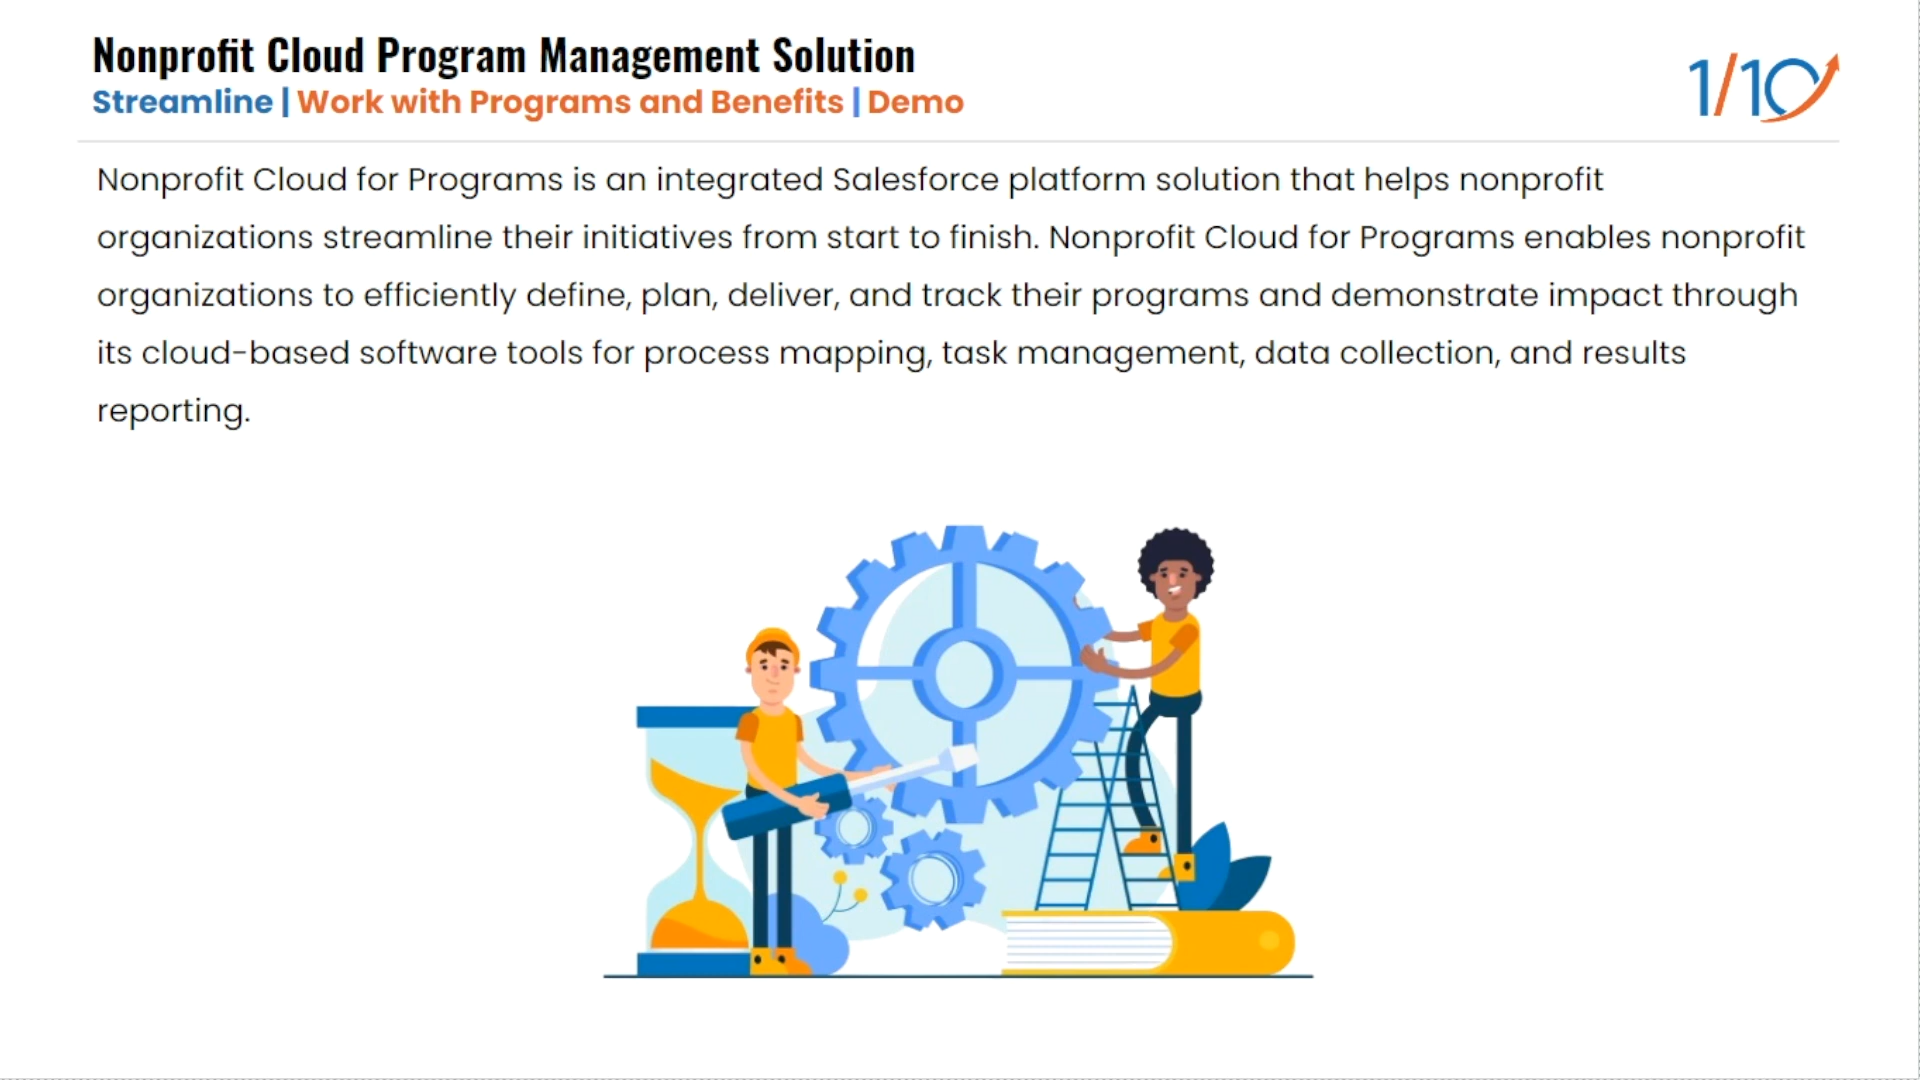 Nonprofit Cloud Program Management Solution
Streamline | Work with Programs and Benefits | Demo
1/10
Nonprofit Cloud for Programs is an integrated Salesforce platform solution that helps nonprofit
organizations streamline their initiatives from start to finish. Nonprofit Cloud for Programs enables nonprofit
organizations to efficiently define, plan, deliver, and track their programs and demonstrate impact through
its cloud-based software tools for process mapping, task management, data collection, and results
reporting.